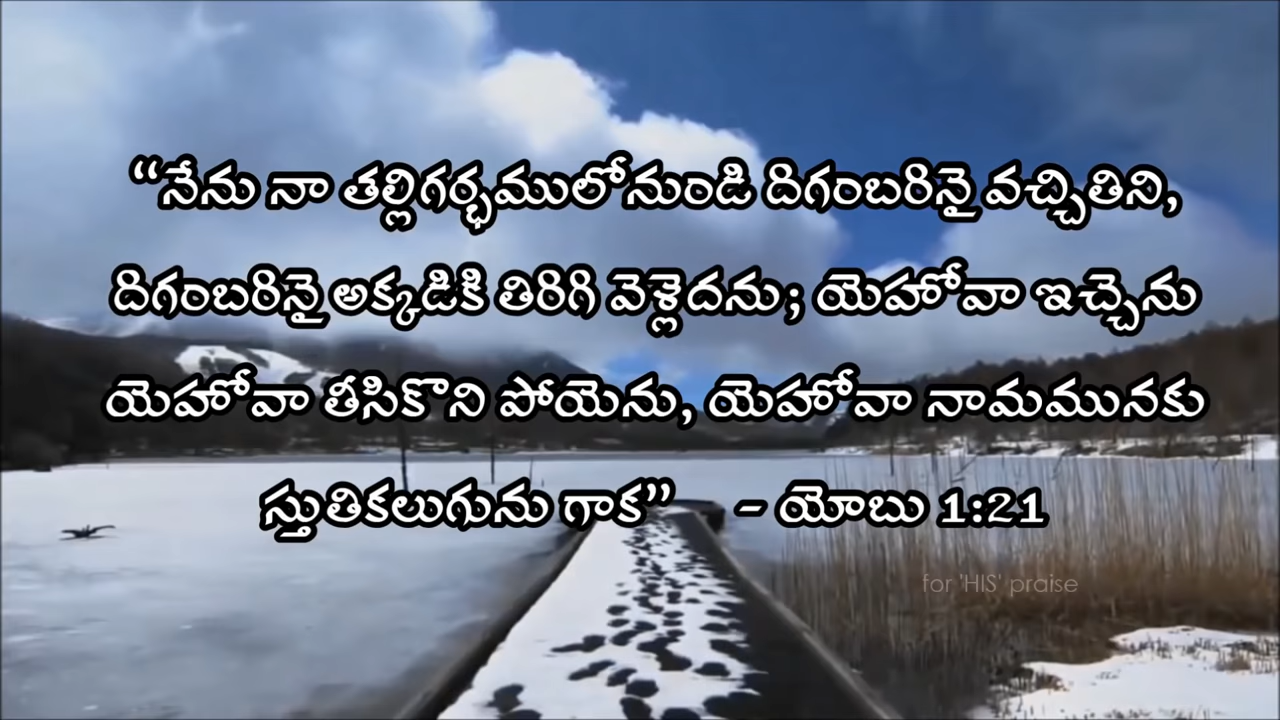 “నేను నా తల్లిగర్భములోనుండి దిగంబరినై వచ్చితిని,
దిగంబరినై అక్కడికి తిరిగి వెళ్లెదను; యెహోవా ఇచ్చెను
యెహోవా తీసికొని పోయెను, యెహోవా నామమునకు
స్తుతికలుగును గాక” - యోబు 1:21
for 'HIS' praise